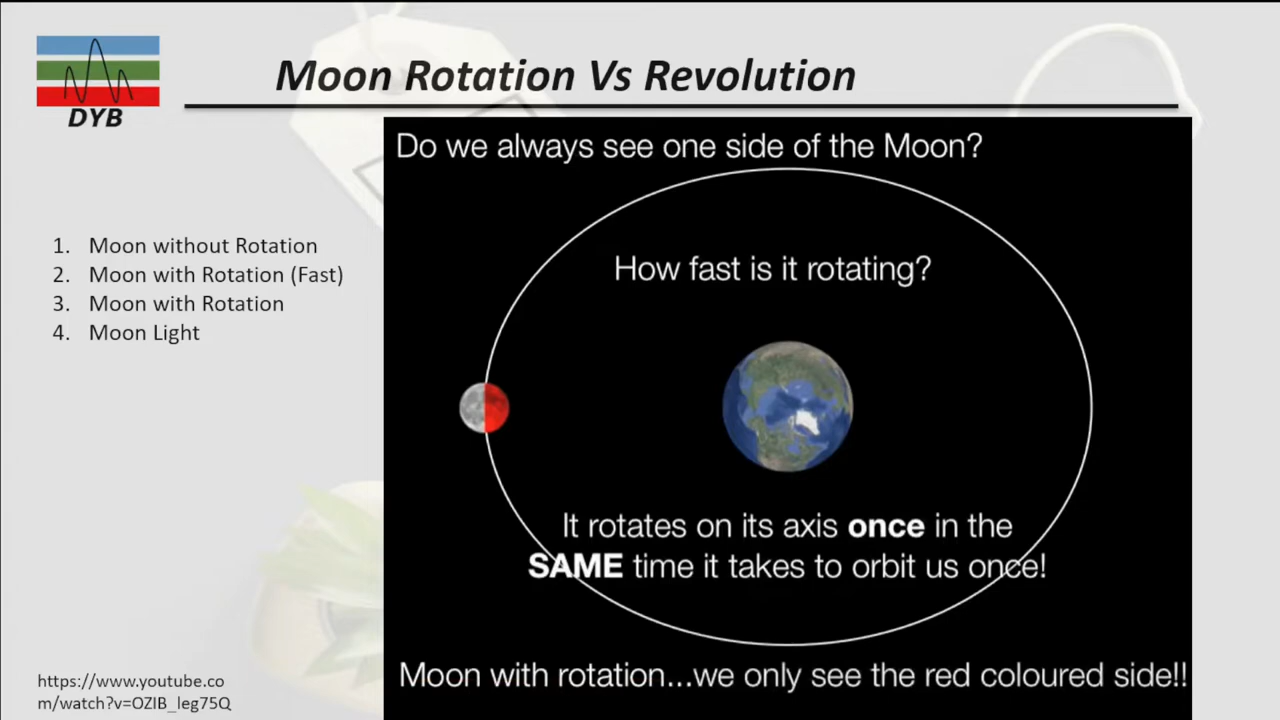 DYB
Moon Rotation Vs Revolution
1. Moon without Rotation
2. Moon with Rotation (Fast)
3. Moon with Rotation
4. Moon Light
Do we always see one side of the Moon?
How fast is it rotating?
It rotates on its axis once in the
SAME time it takes to orbit us once!
Moon with rotation...we only see the red coloured side!!
https://www.youtube.co
m/watch?v=OZIB_leg75Q